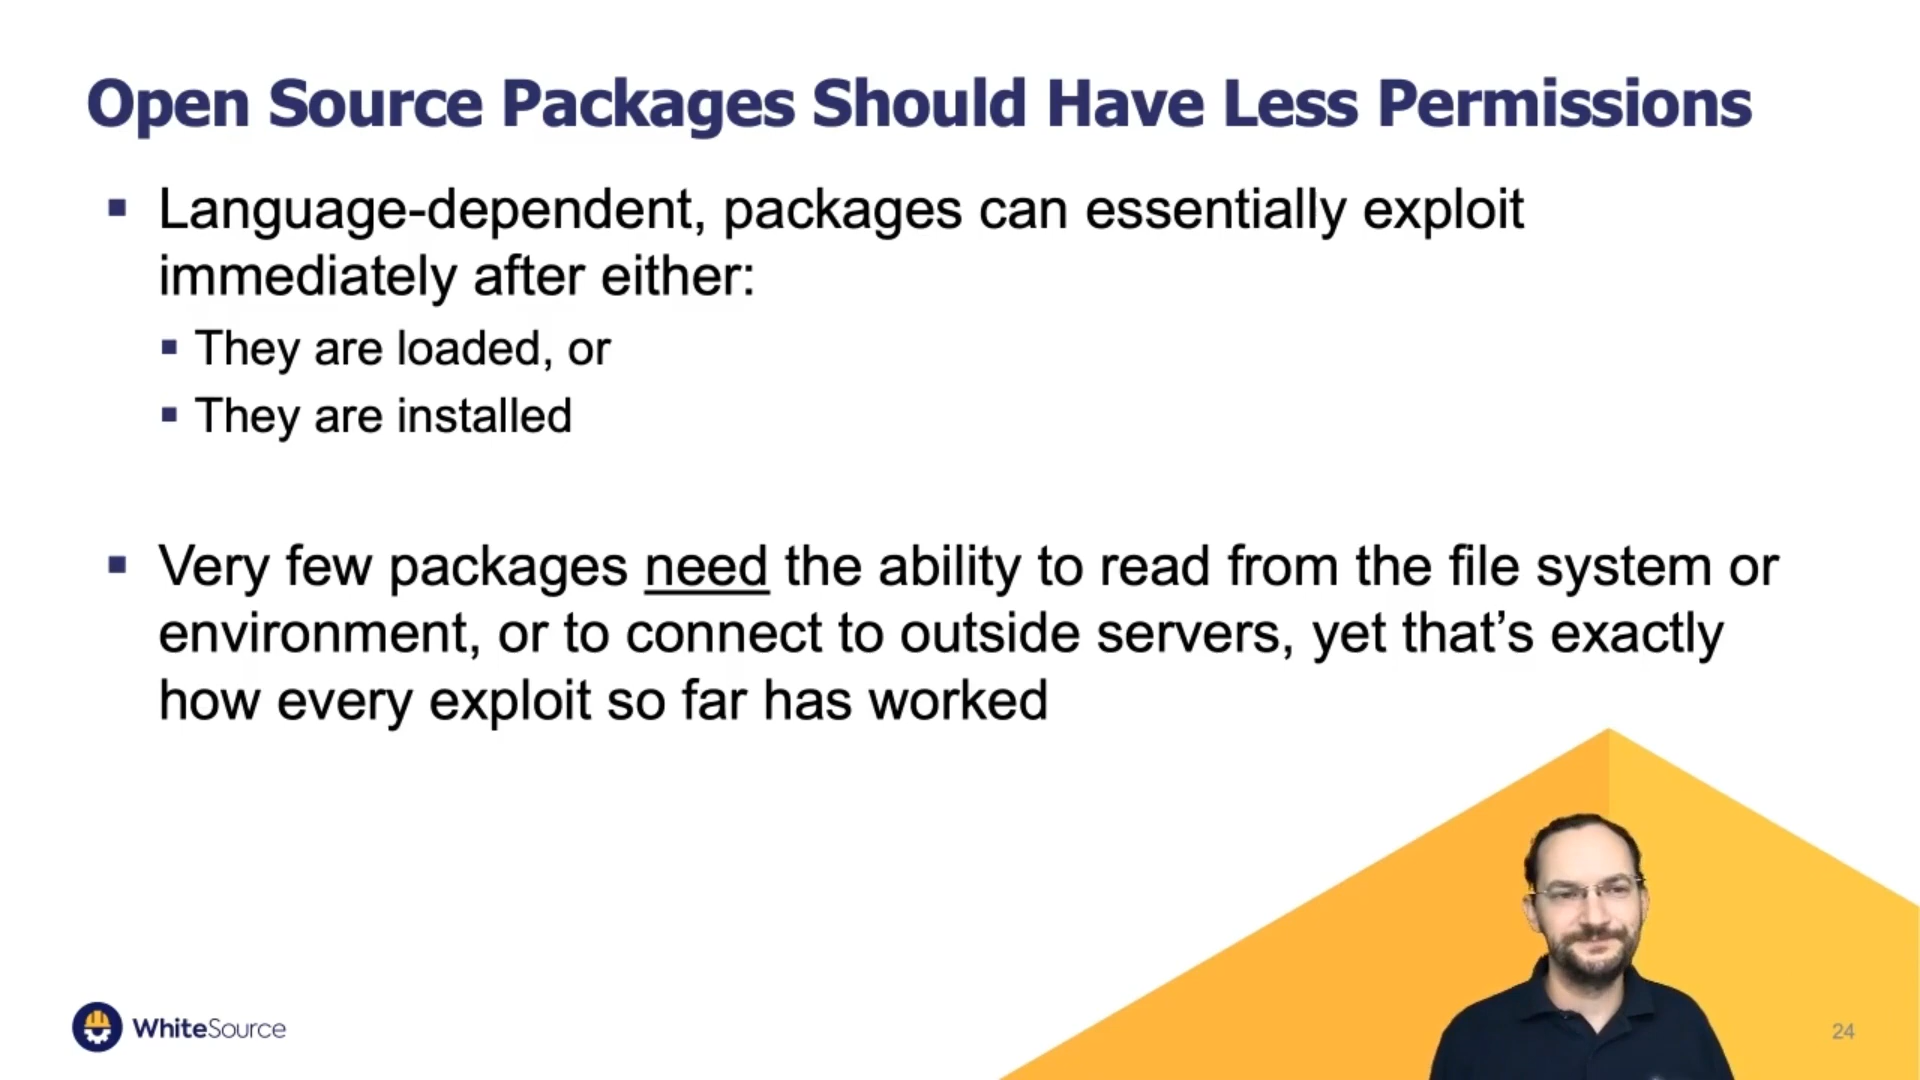 Open Source Packages Should Have Less Permissions
Language-dependent, packages can essentially exploit
immediately after either:
They are loaded, or
They are installed
Very few packages need the ability to read from the file system or
environment, or to connect to outside servers, yet that’s exactly
how every exploit so far has worked
WhiteSource
24